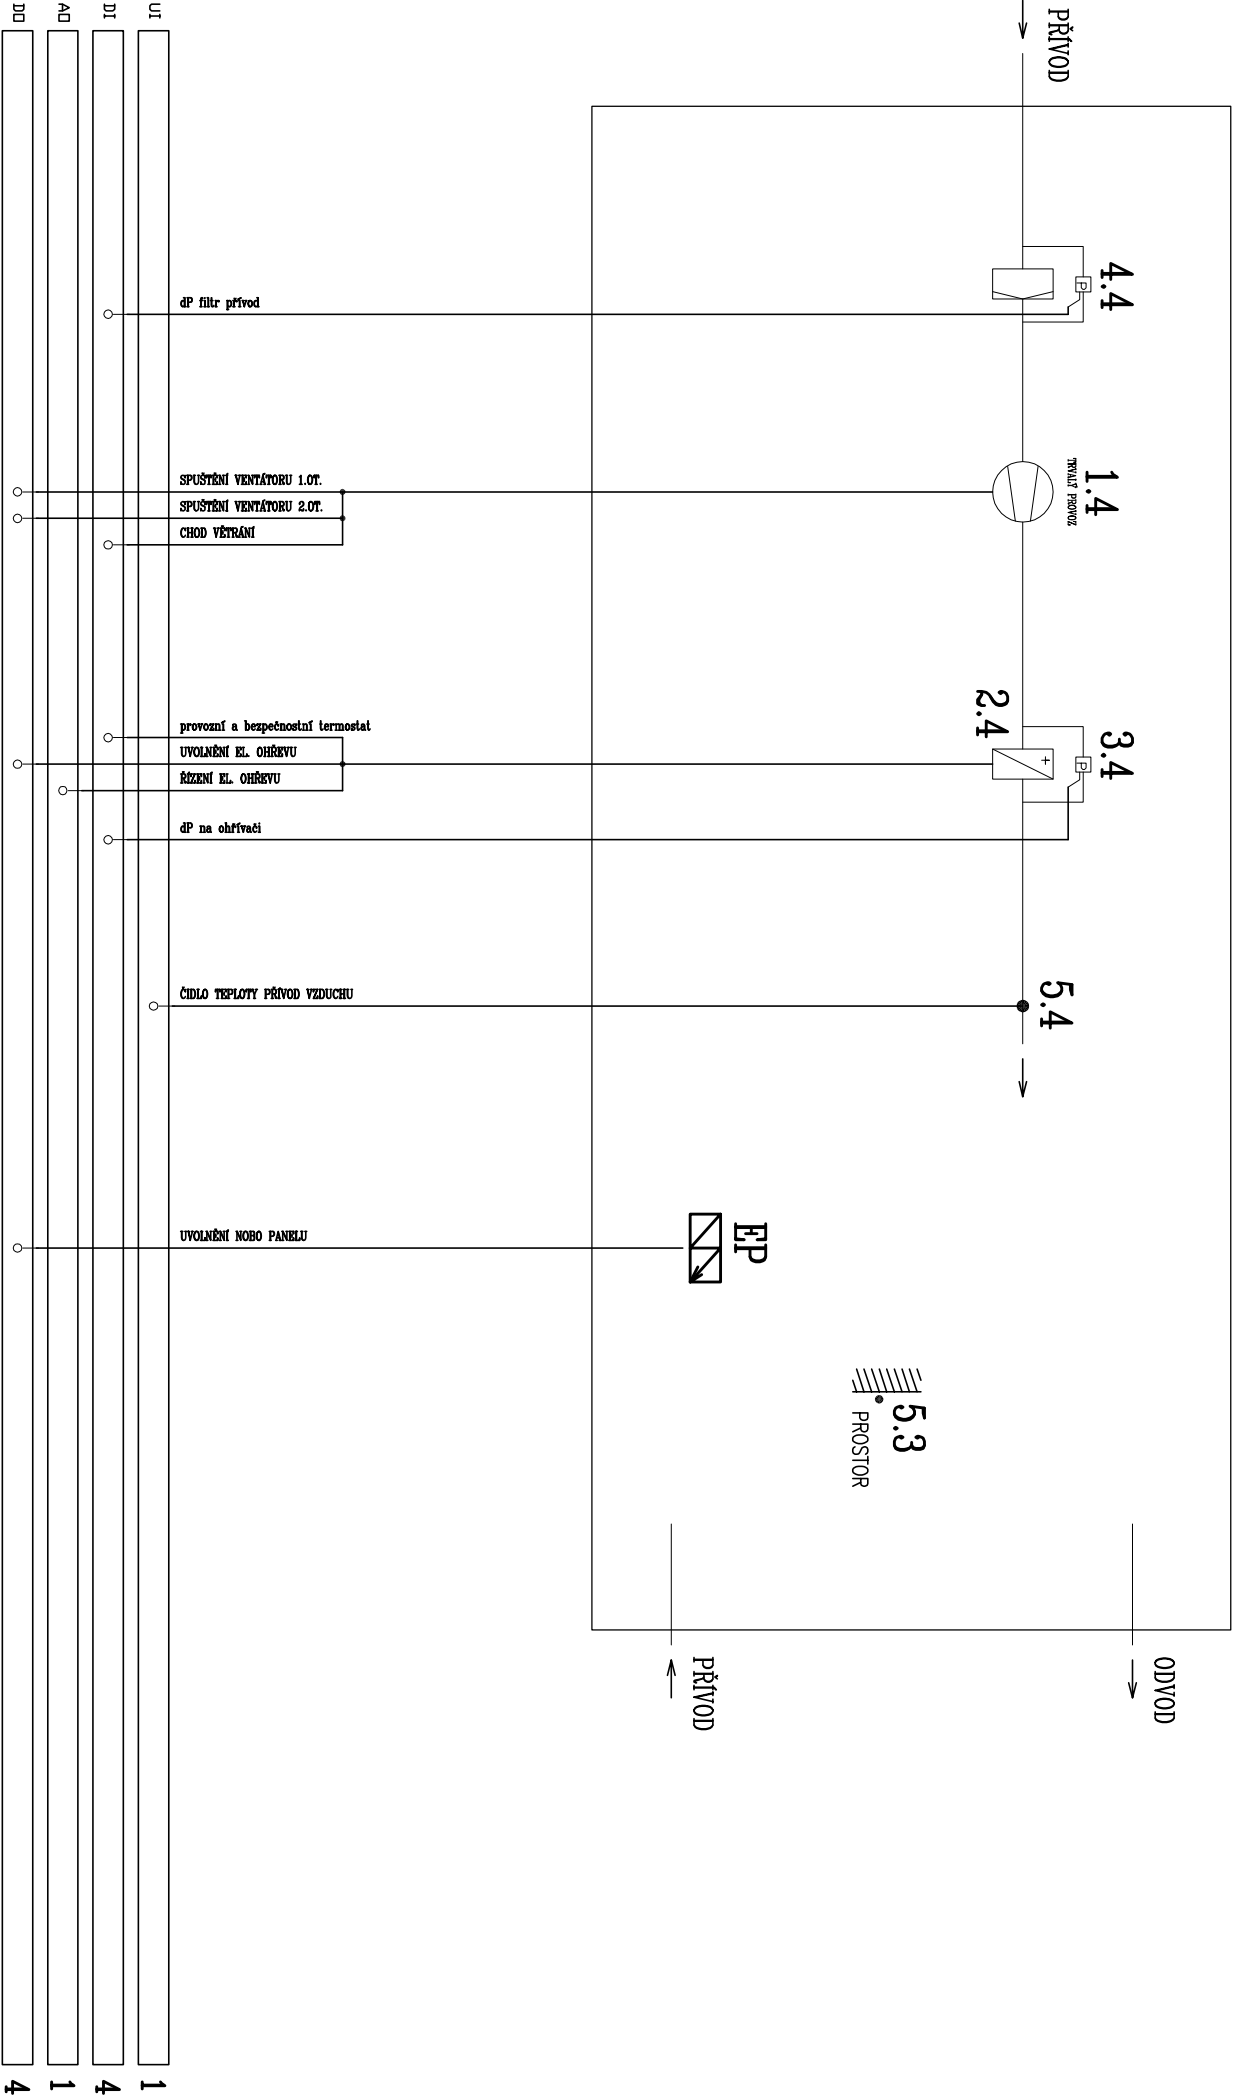 PŘÍVOD
4.4
P
1.4
TRVALÝ PROVOZ
2.4
3.4
P
+
5.4
EP
5.3
PROSTOR
ODVOD
PŘÍVOD
dP filtr přívod
SPUŠTĚNÍ VENTÁTORU 1.OT.
SPUŠTĚNÍ VENTÁTORU 2.OT.
CHOD VĚTRÁNÍ
provozní a bezpečnostní termostat
UVOLNĚNÍ EL. OHŘEVU
ŘÍZENÍ EL. OHŘEVU
dP na ohřívači
ČIDLO TEPLOTY PŘÍVOD VZDUCHU
UVOLNĚNÍ NOBO PANELU
UI 1
DI 4
AO 1
DO 4